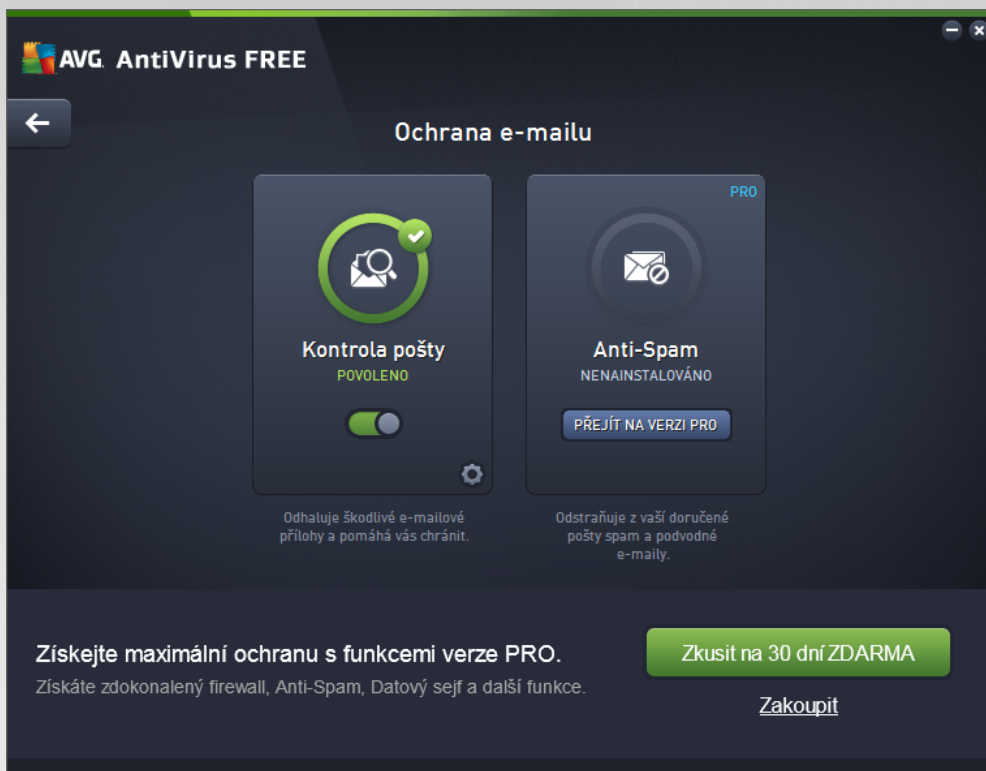 AVG. AntiVirus FREE
Ochrana e-mailu
PRO
Kontrola pošty
POVOLENO
Anti-Spam
NENAINSTALOVÁNO
PŘEJÍT NA VERZI PRO
Odhaluje škodlivé e-mailové
přílohy a pomáhá vás chránit.
Odstraňuje z vaší doručené
pošty spam a podvodné
e-maily.
Získejte maximální ochranu s funkcemi verze PRO.
Získáte zdokonalený firewall, Anti-Spam, Datový sejf a další funkce.
Zkusit na 30 dní ZDARMA
Zakoupit